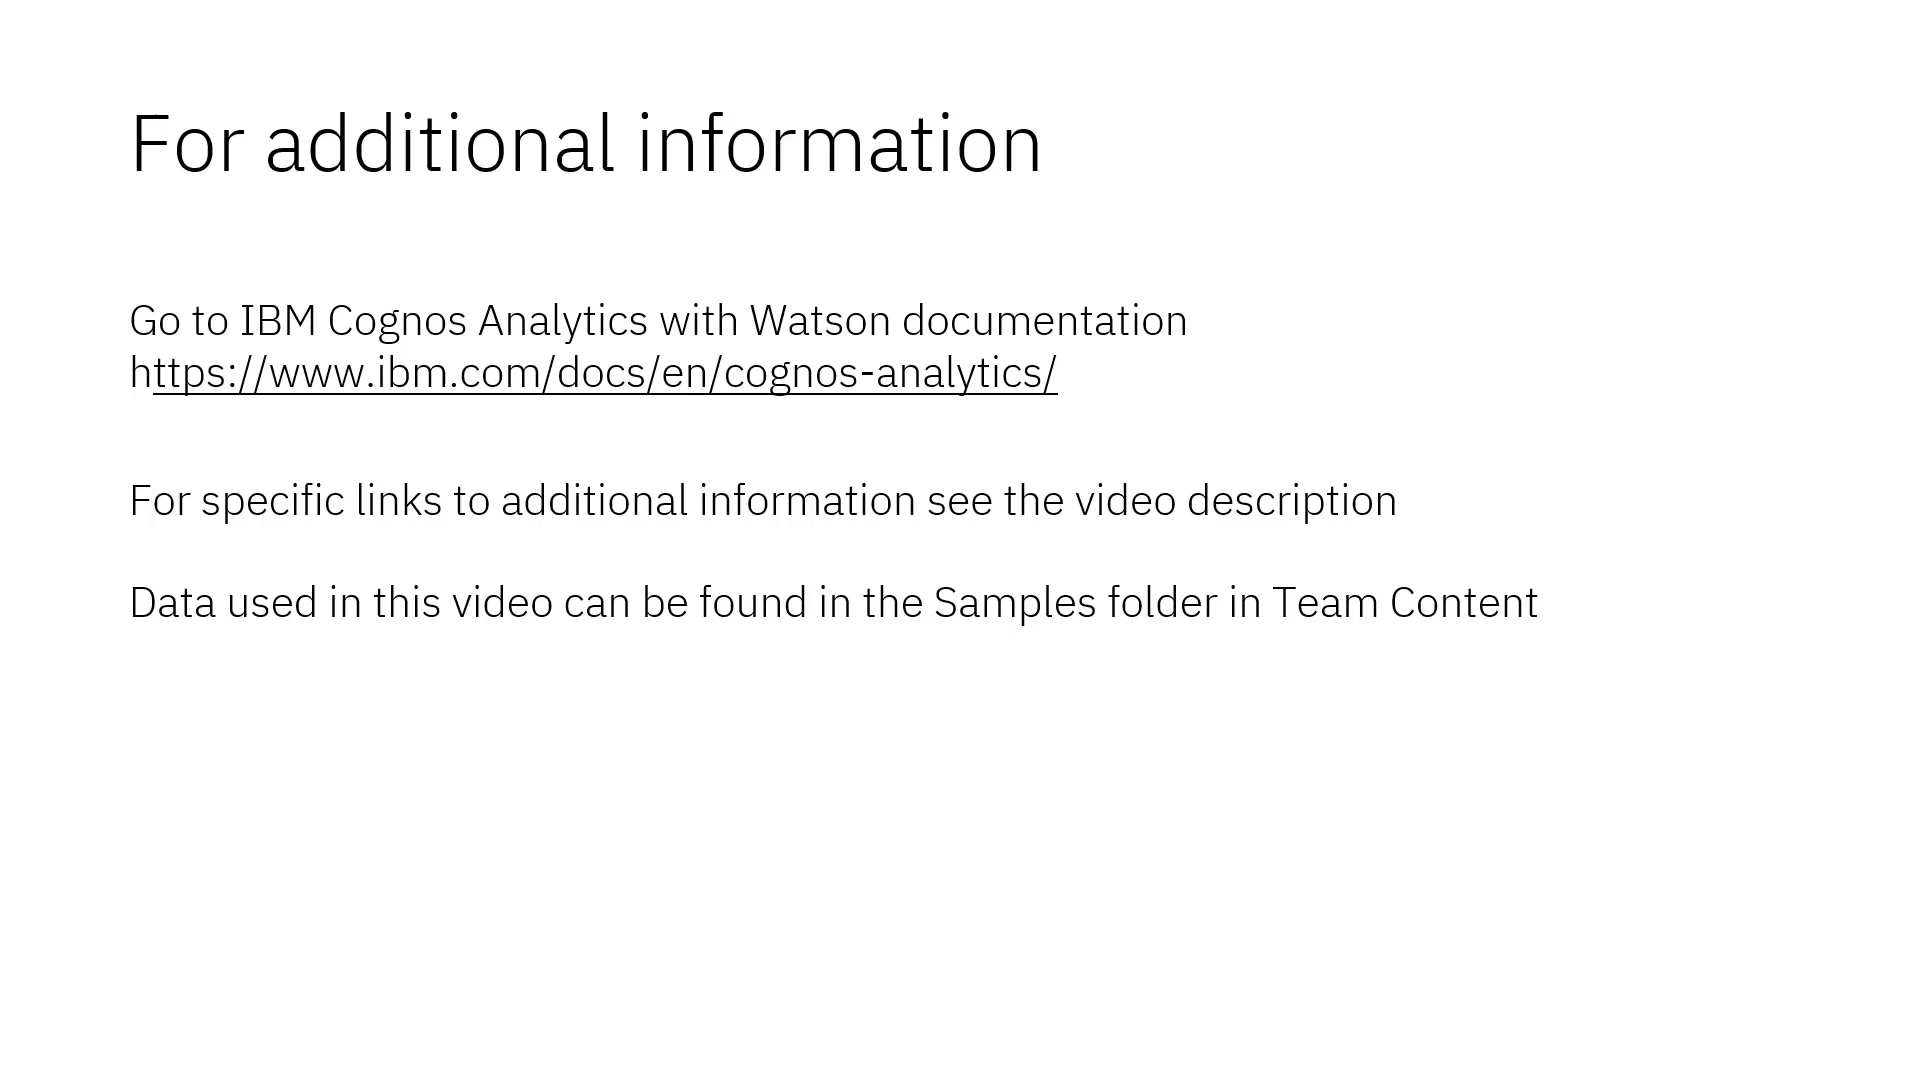 For additional information
Go to IBM Cognos Analytics with Watson documentation
https://www.ibm.com/docs/en/cognos-analytics/
For specific links to additional information see the video description
Data used in this video can be found in the Samples folder in Team Content